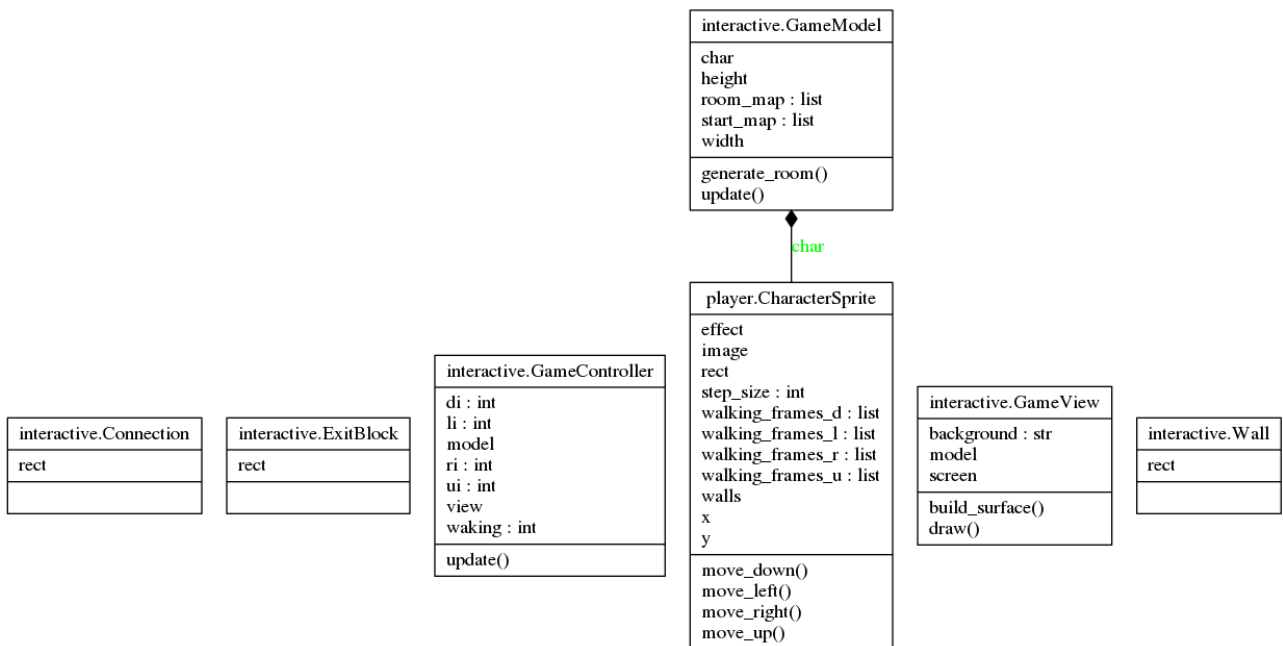 interactive.GameModel
char
height
room_map : list
start_map : list
width
generate_room()
update()
char
interactive.Connection
rect
interactive.ExitBlock
rect
interactive.GameController
di : int
li : int
model
ri : int
ui : int
view
waking : int
update()
player.CharacterSprite
effect
image
rect
step_size : int
walking_frames_d : list
walking_frames_l : list
walking_frames_r : list
walking_frames_u : list
walls
x
y
move_down()
move_left()
move_right()
move_up()
interactive.GameView
background : str
model
screen
build_surface()
draw()
interactive.Wall
rect